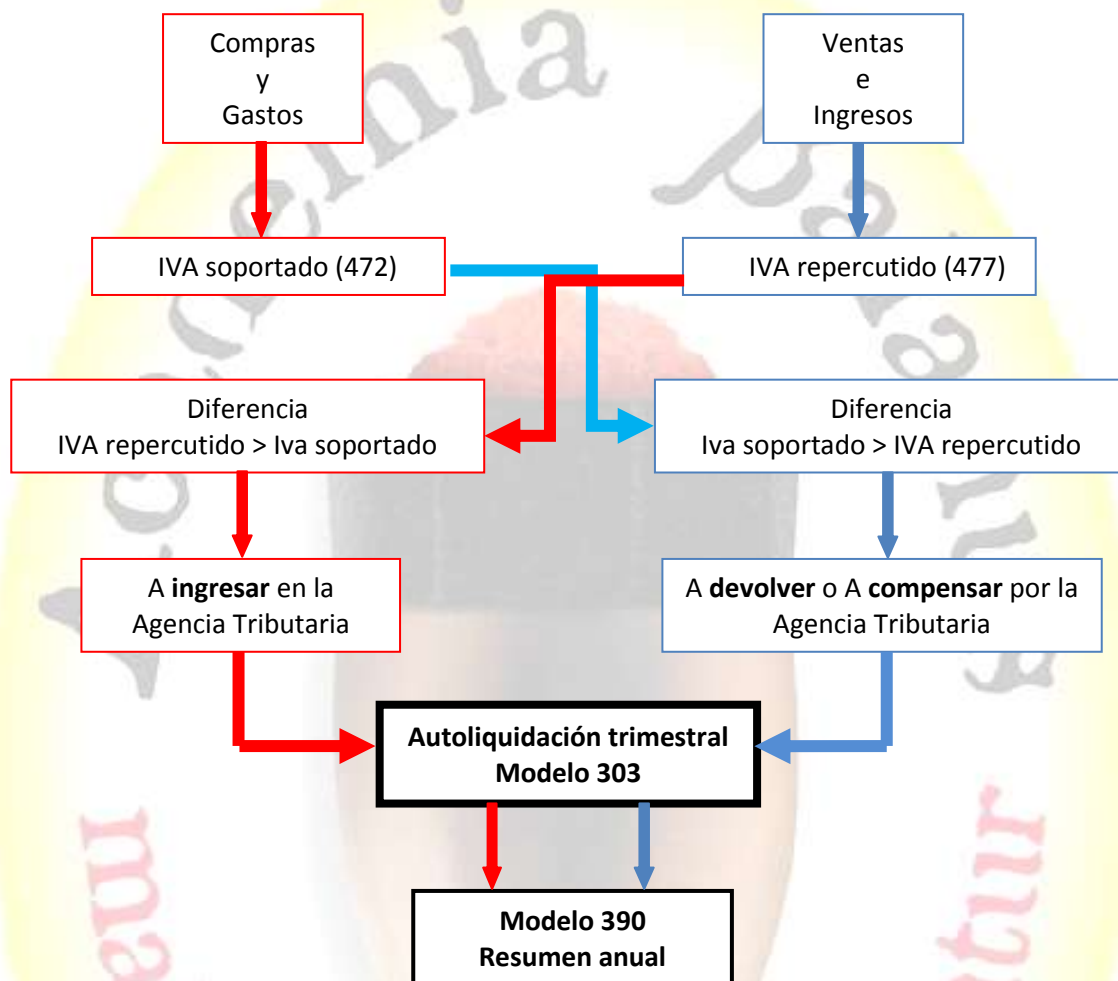 Compras
y
Gastos
Ventas
e
Ingresos
IVA soportado (472)
IVA repercutido (477)
Diferencia
IVA repercutido > Iva soportado
Diferencia
Iva soportado > IVA repercutido
A ingresar en la
Agencia Tributaria
A devolver o A compensar por la
Agencia Tributaria
Autoliquidación trimestral
Modelo 303
Modelo 390
Resumen anual